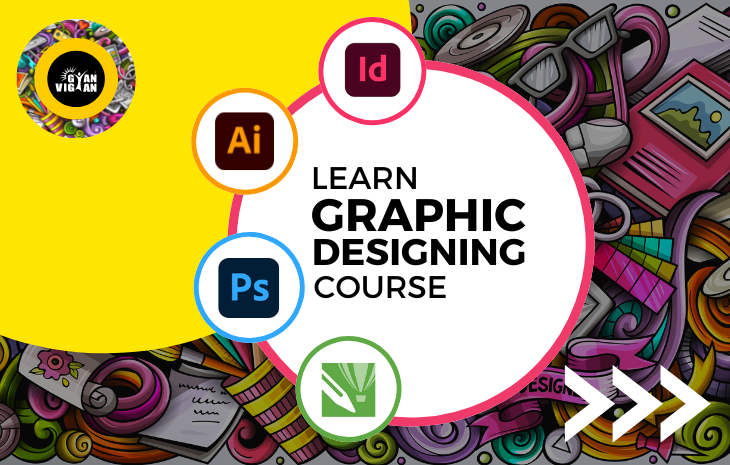 GYAN
VIGYAN
Id
Ai
LEARN
GRAPHIC
DESIGNING
COURSE
Ps